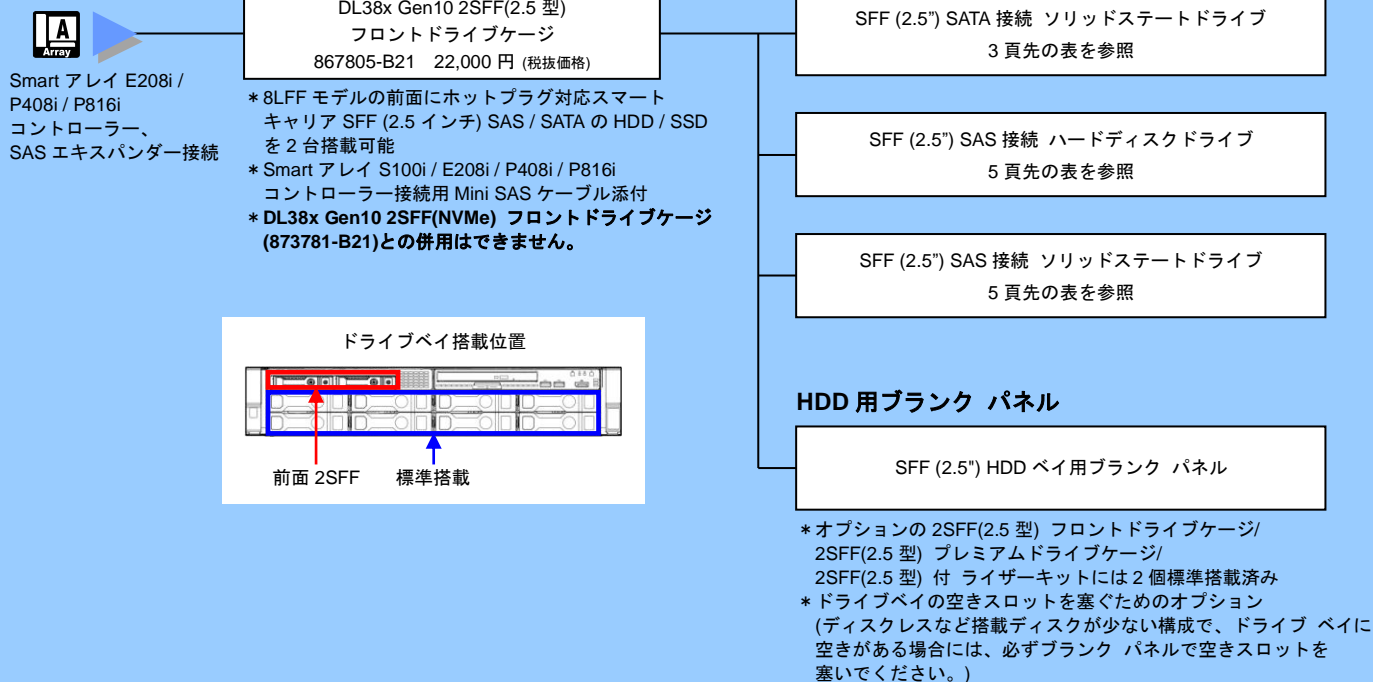 A
Array
Smart アレイ E208i /
P408i / P816i
コントローラー、
SAS エキスパンダー接続
DL38x Gen10 2SFF(2.5 型)
フロントドライブケージ
867805-B21 22,000 円 (税抜価格)
＊8LFF モデルの前面にホットプラグ対応スマート
キャリア SFF (2.5 インチ) SAS / SATA の HDD / SSD
を 2 台搭載可能
＊Smart アレイ S100i / E208i / P408i / P816i
コントローラー接続用 Mini SAS ケーブル添付
＊DL38x Gen10 2SFF(NVMe) フロントドライブケージ
(873781-B21)との併用はできません。
ドライブベイ搭載位置
前面 2SFF 標準搭載
SFF (2.5”) SATA 接続 ソリッドステートドライブ
3 頁先の表を参照
SFF (2.5”) SAS 接続 ハードディスクドライブ
5 頁先の表を参照
SFF (2.5”) SAS 接続 ソリッドステートドライブ
5 頁先の表を参照
HDD 用ブランク パネル
SFF (2.5") HDD ベイ用ブランク パネル
＊オプションの 2SFF(2.5 型) フロントドライブケージ/
2SFF(2.5 型) プレミアムドライブケージ/
2SFF(2.5 型) 付 ライザーキットには 2 個標準搭載済み
＊ドライブベイの空きスロットを塞ぐためのオプション
(ディスクレスなど搭載ディスクが少ない構成で、ドライブ ベイに
空きがある場合には、必ずブランク パネルで空きスロットを
塞いでください。)